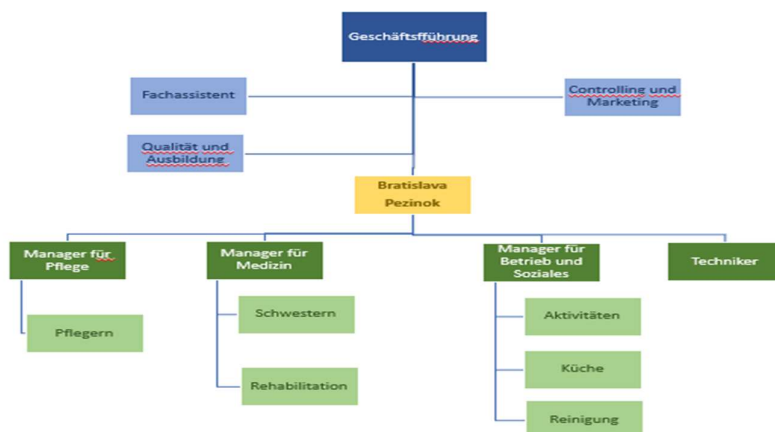 Geschäftsfführung
Fachassistent
Controlling und
Marketing
Qualität und
Ausbildung
Bratislava
Pezinok
Manager für
Pflege
Manager für
Medizin
Manager für
Betrieb und
Soziales
Techniker
Pflegern
Schwestern
Rehabilitation
Aktivitäten
Küche
Reinigung